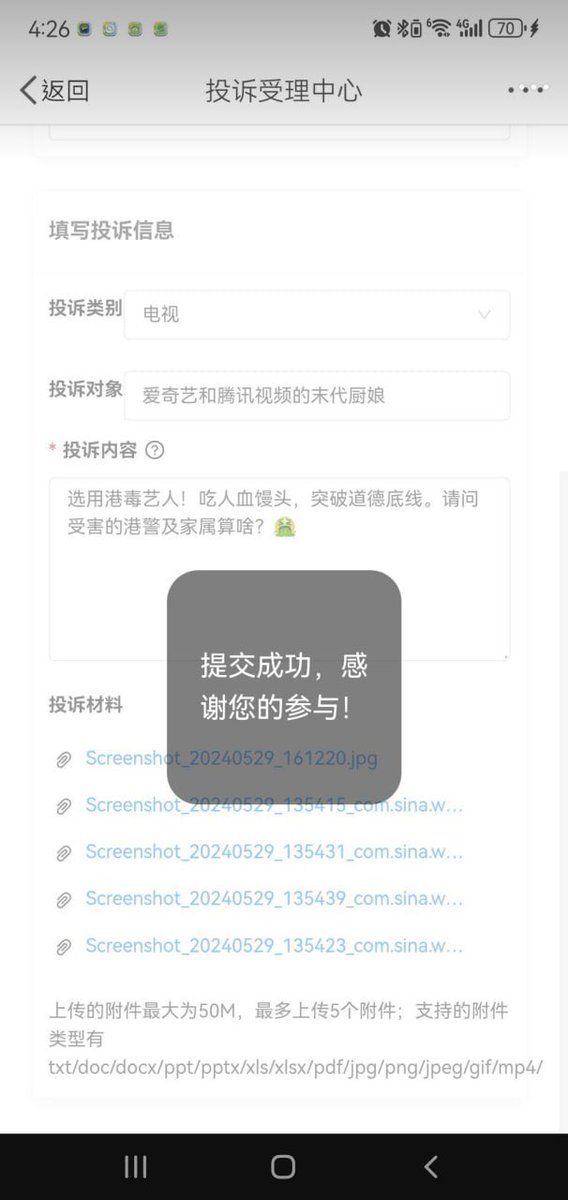 4:26
6 4G 70
返回
投诉受理中心
填写投诉信息
投诉类别
电视
投诉对象
爱奇艺和腾讯视频的末代厨娘
* 投诉内容 ?
选用港毒艺人！吃人血馒头，突破道德底线。请问
受害的港警及家属算啥？🤮
提交成功，感
谢您的参与！
投诉材料
Screenshot_20240529_161220.jpg
Screenshot_20240529_135415_com.sina.w...
Screenshot_20240529_135431_com.sina.w...
Screenshot_20240529_135439_com.sina.w...
Screenshot_20240529_135423_com.sina.w...
上传的附件最大为50M，最多上传5个附件；支持的附件
类型有
txt/doc/docx/ppt/pptx/xls/xlsx/pdf/jpg/png/jpeg/gif/mp4/